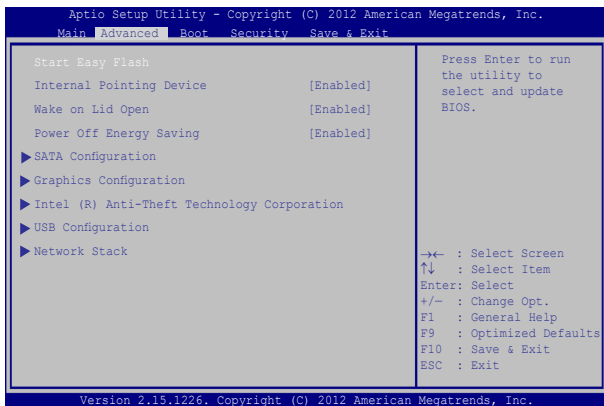 Aptio Setup Utility - Copyright (C) 2012 American Megatrends, Inc.
Main Advanced Boot Security Save & Exit
Start Easy Flash
Internal Pointing Device [Enabled]
Wake on Lid Open [Enabled]
Power Off Energy Saving [Enabled]
SATA Configuration
Graphics Configuration
Intel (R) Anti-Theft Technology Corporation
USB Configuration
Network Stack
Press Enter to run
the utility to
select and update
BIOS.
→← : Select Screen
↑↓ : Select Item
Enter: Select
+/— : Change Opt.
F1 : General Help
F9 : Optimized Defaults
F10 : Save & Exit
ESC : Exit
Version 2.15.1226. Copyright (C) 2012 American Megatrends, Inc.